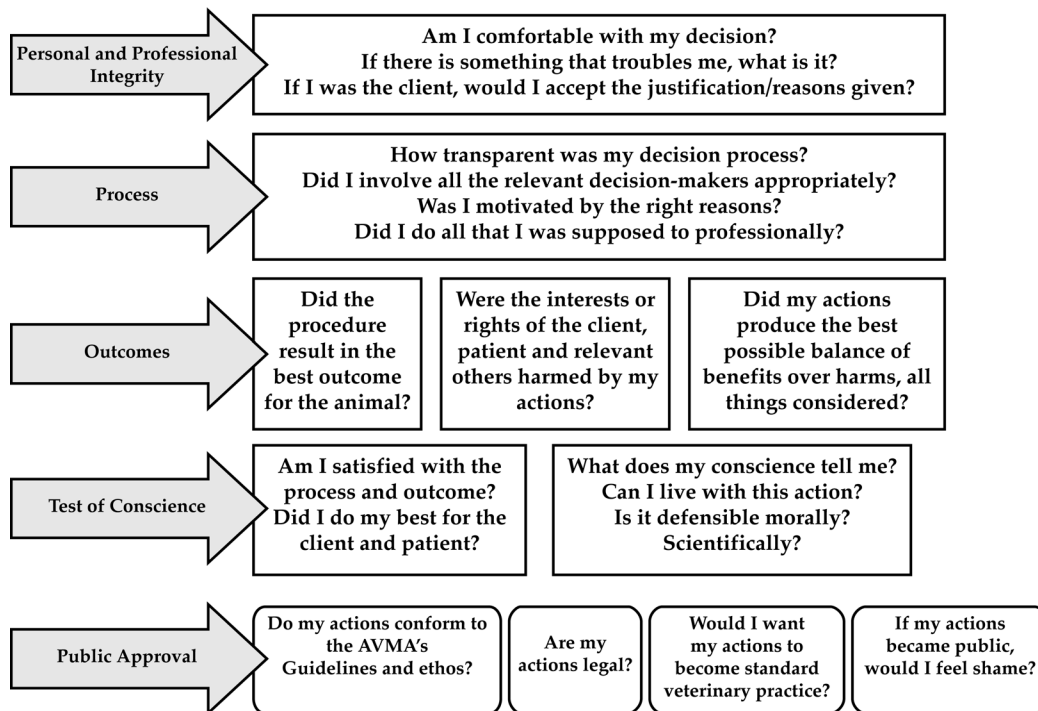 Personal and Professional
Integrity
Am I comfortable with my decision?
If there is something that troubles me, what is it?
If I was the client, would I accept the justification/reasons given?
Process
How transparent was my decision process?
Did I involve all the relevant decision-makers appropriately?
Was I motivated by the right reasons?
Did I do all that I was supposed to professionally?
Outcomes
Did the
procedure
result in the
best outcome
for the animal?
Were the interests or
rights of the client,
patient and relevant
others harmed by my
actions?
Did my actions
produce the best
possible balance of
benefits over harms, all
things considered?
Test of Conscience
Am I satisfied with the
process and outcome?
Did I do my best for the
client and patient?
What does my conscience tell me?
Can I live with this action?
Is it defensible morally?
Scientifically?
Public Approval
Do my actions conform to
the AVMA’s
Guidelines and ethos?
Are my
actions legal?
Would I want
my actions to
become standard
veterinary practice?
If my actions
became public,
would I feel shame?